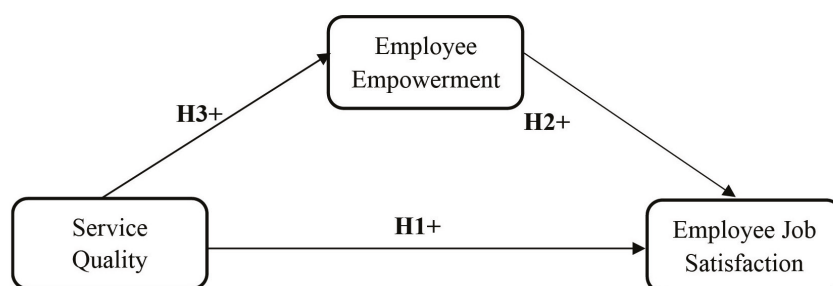 Employee
Empowerment
H3+
H2+
H1+
Service
Quality
Employee Job
Satisfaction